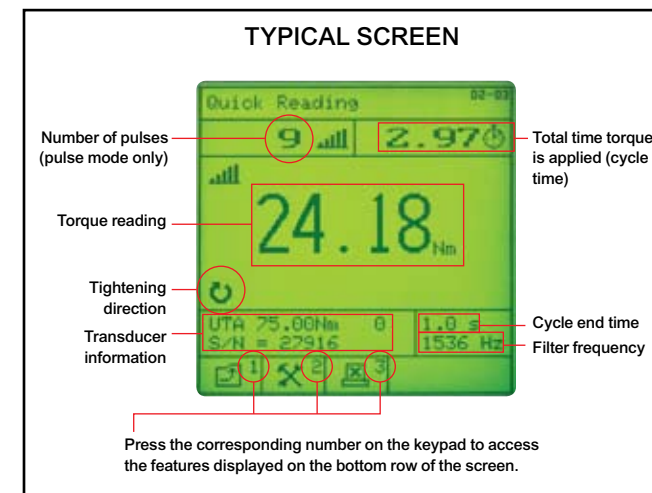 TYPICAL SCREEN
Quick Reading 02-03
Number of pulses
(pulse mode only)
9 2.97
Total time torque
is applied (cycle
time)
Torque reading
24.18 Nm
Tightening
direction
Transducer
information
UTA 75.00Nm 0
S/N = 27916
1.0 s
1536 Hz
Cycle end time
Filter frequency
1 2 3
Press the corresponding number on the keypad to access
the features displayed on the bottom row of the screen.